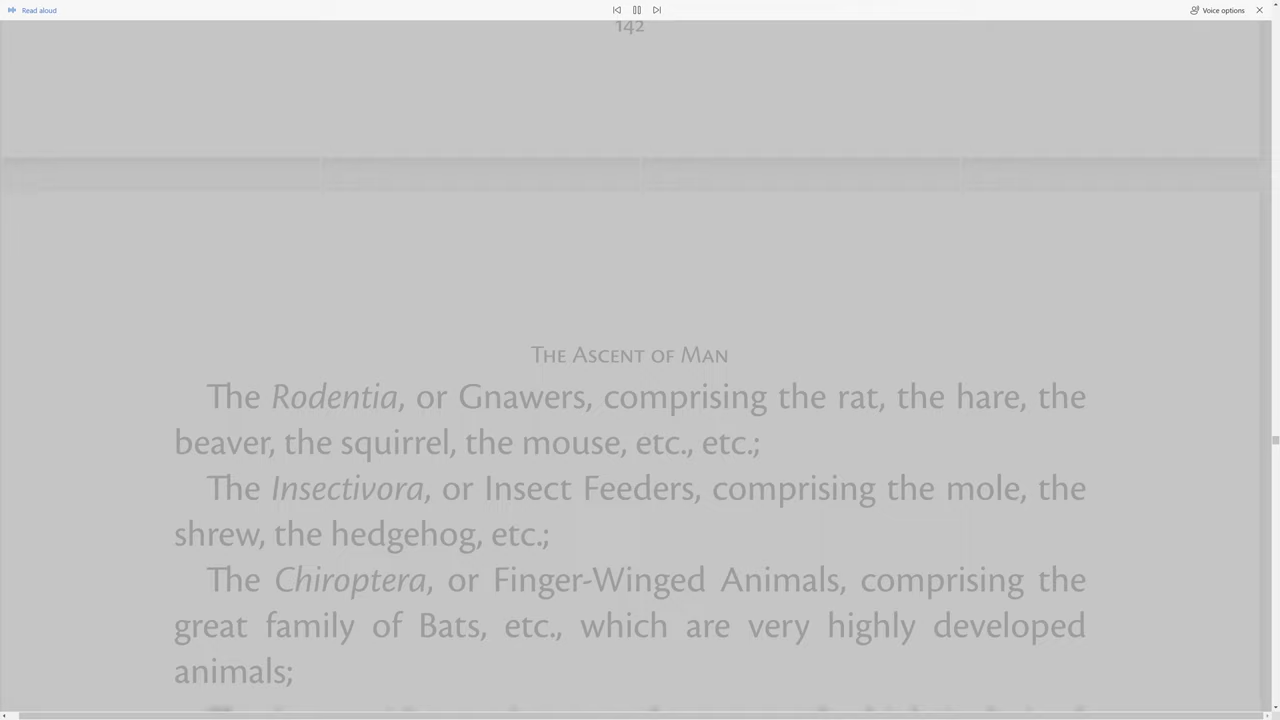 Read aloud
Voice options
142
The Ascent of Man
The Rodentia, or Gnawers, comprising the rat, the hare, the
beaver, the squirrel, the mouse, etc., etc.;
The Insectivora, or Insect Feeders, comprising the mole, the
shrew, the hedgehog, etc.;
The Chiroptera, or Finger-Winged Animals, comprising the
great family of Bats, etc., which are very highly developed
animals;